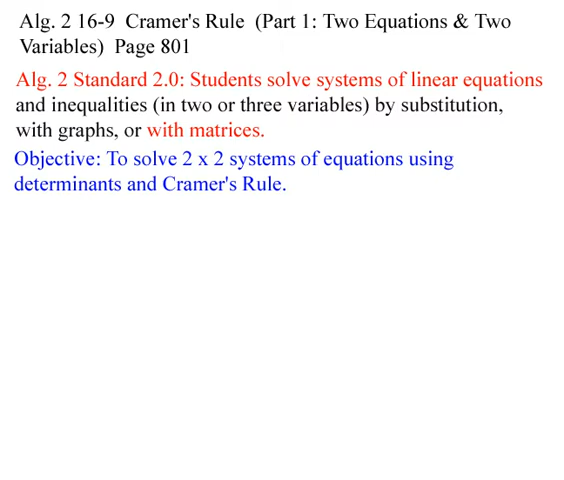 Alg. 2 16-9 Cramer's Rule (Part 1: Two Equations & Two
Variables) Page 801
Alg. 2 Standard 2.0: Students solve systems of linear equations
and inequalities (in two or three variables) by substitution,
with graphs, or with matrices.
Objective: To solve 2 x 2 systems of equations using
determinants and Cramer's Rule.